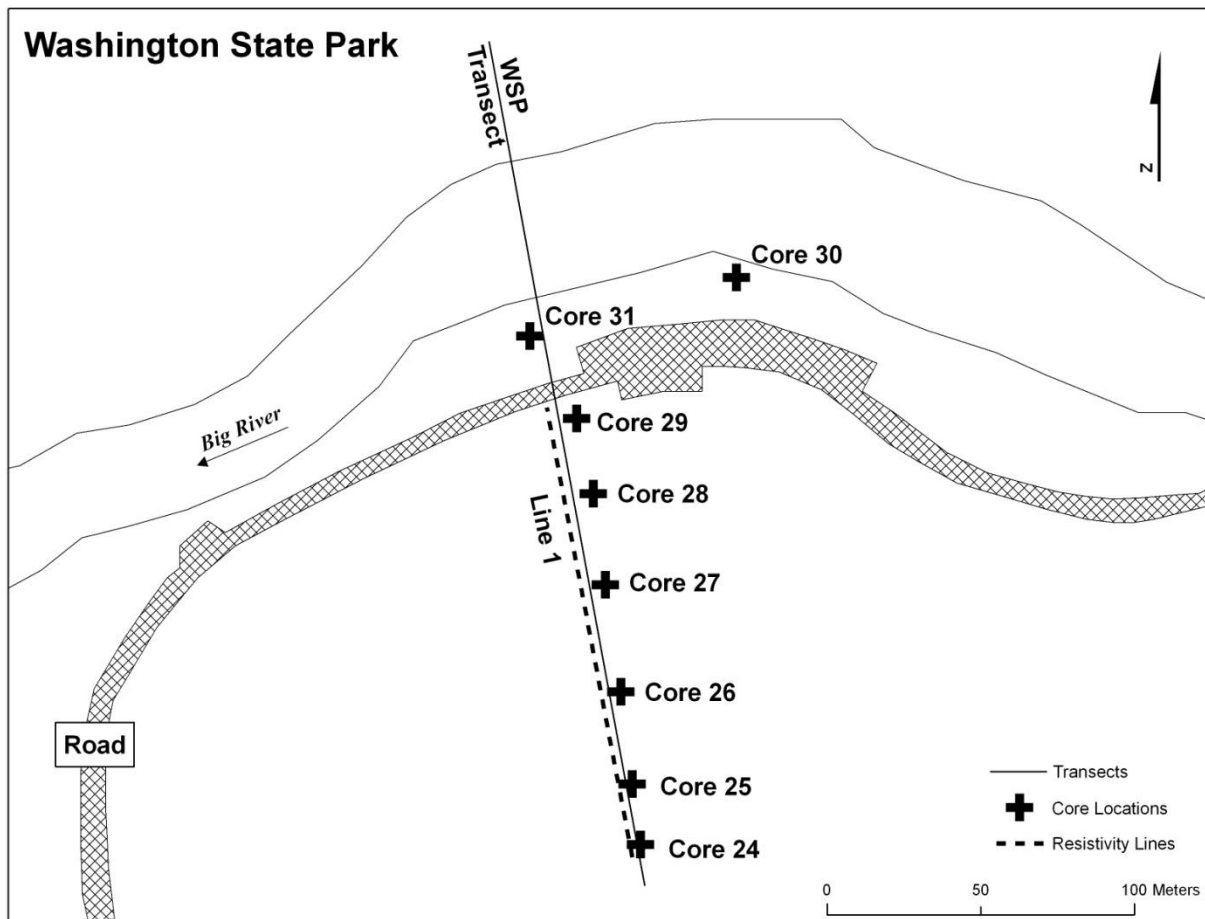 Washington State Park
WSP
Transect
N
Core 30
Core 31
Big River
Core 29
Core 28
Line 1
Core 27
Core 26
Road
Core 25
Core 24
Transects
Core Locations
Resistivity Lines
0 50 100 Meters